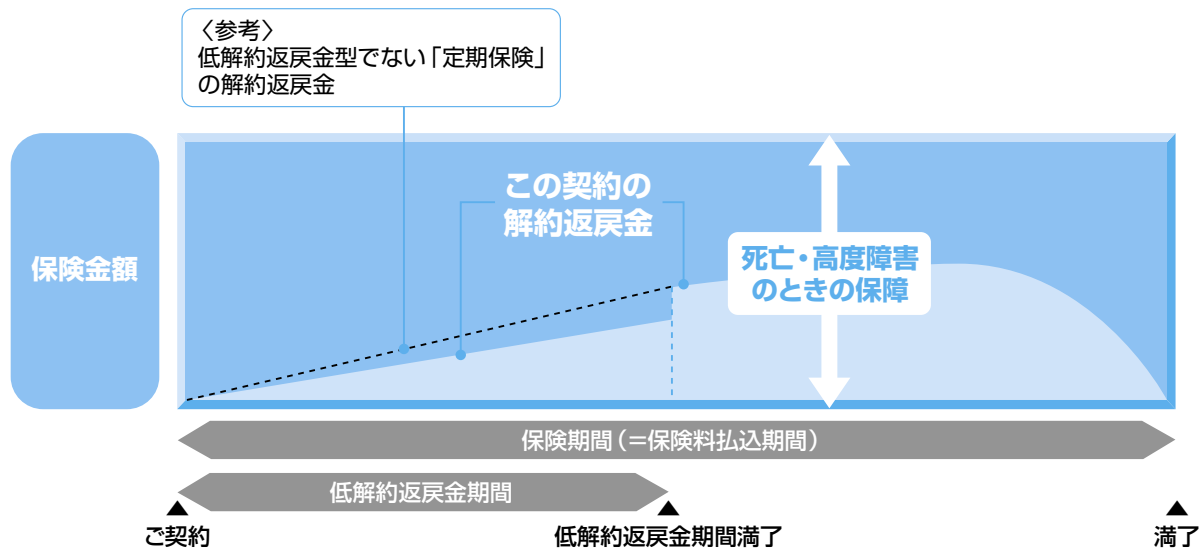 〈参考〉
低解約返戻金型でない「定期保険」
の解約返戻金
この契約の
解約返戻金
保険金額
死亡・高度障害
のときの保障
保険期間(=保険料払込期間)
低解約返戻金期間
ご契約
低解約返戻金期間満了
満了